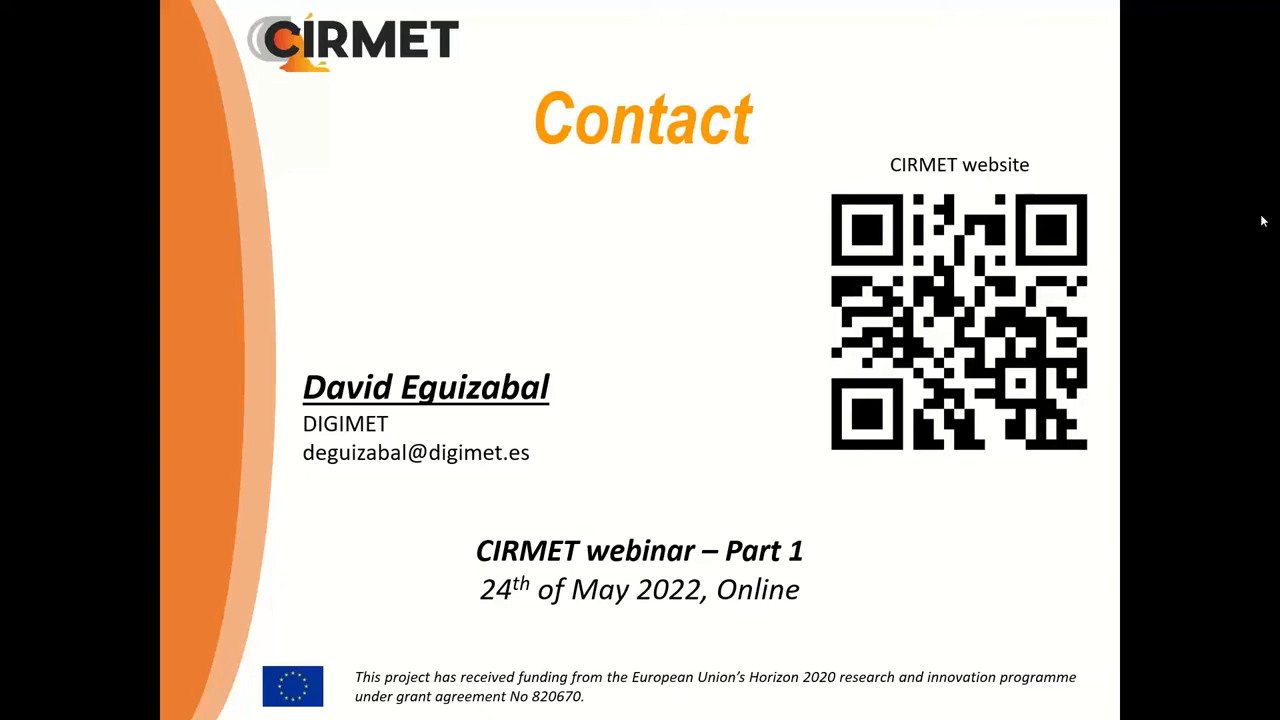 CIRMET
Contact
CIRMET website
David Eguizabal
DIGIMET
deguizabal@digimet.es
CIRMET webinar – Part 1
24th of May 2022, Online
This project has received funding from the European Union’s Horizon 2020 research and innovation programme
under grant agreement No 820670.